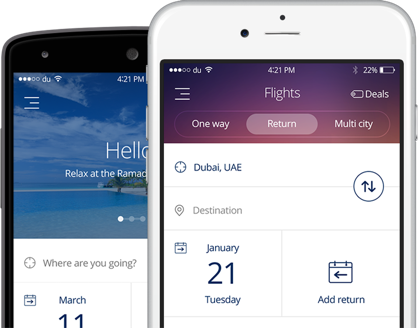 du 4:21 PM
Hello
Relax at the
Where are you going?
March
11
du 4:21 PM 22%
Flights
Deals
One way Return Multi city
Dubai, UAE
Destination
January
21
Tuesday
Add return